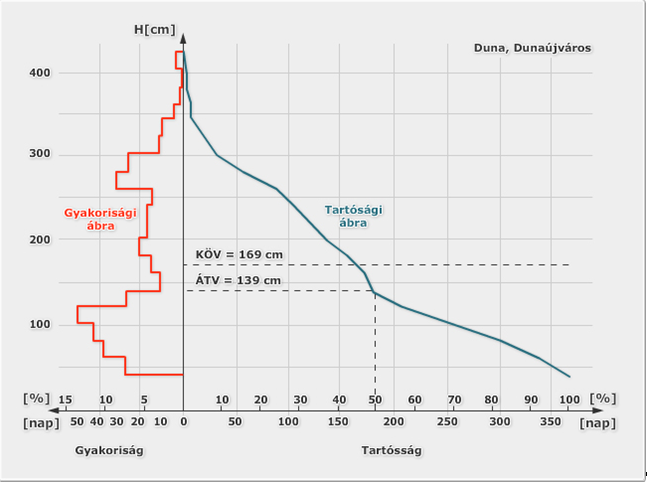 H[cm]
Duna, Dunaújváros
400
300
Gyakorisági
ábra
Tartósági
ábra
200
KÖV = 169 cm
ÁTV = 139 cm
100
[%] 15 10 5 10 20 30 40 50 60 70 80 90 100 [%]
[nap] 50 40 30 20 10 0 50 100 150 200 250 300 350 [nap]
Gyakoriság Tartósság